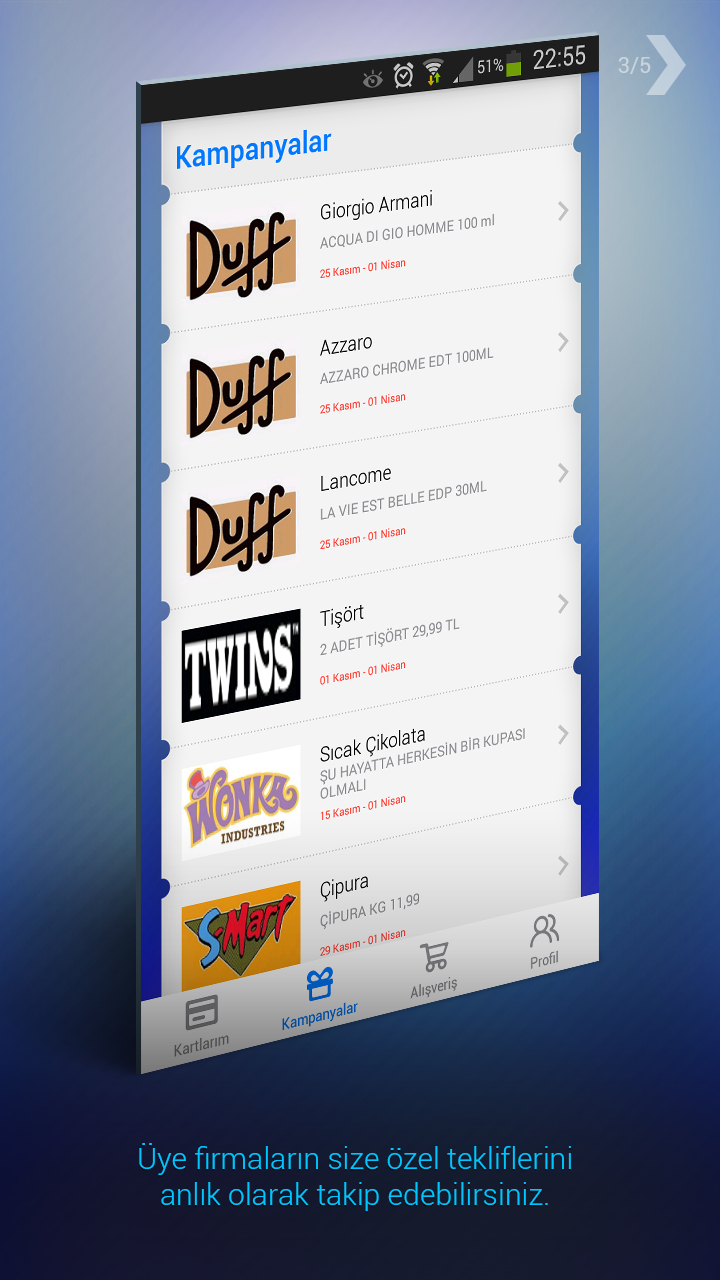 51% 22:55
3/5
Kampanyalar
Duff
Giorgio Armani
ACQUA DI GIO HOMME 100 ml
25 Kasım - 01 Nisan
Duff
Azzaro
AZZARO CHROME EDT 100ML
25 Kasım - 01 Nisan
Duff
Lancome
LA VIE EST BELLE EDP 30ML
25 Kasım - 01 Nisan
TWINS™
Tişört
2 ADET TİŞÖRT 29,99 TL
01 Kasım - 01 Nisan
WONKA
INDUSTRIES
Sıcak Çikolata
ŞU HAYATTA HERKESİN BİR KUPASI
OLMALI
15 Kasım - 01 Nisan
S-Mart
Çipura
ÇİPURA KG 11,99
29 Kasım - 01 Nisan
Kartlarım
Kampanyalar
Alışveriş
Profil
Üye firmaların size özel tekliflerini
anlık olarak takip edebilirsiniz.